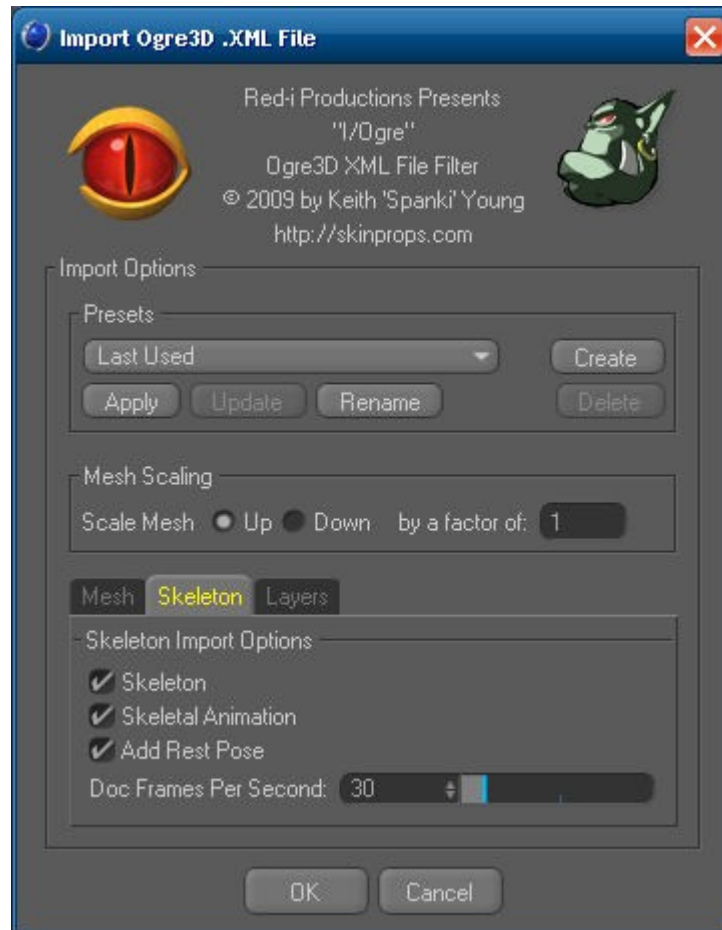 Import Ogre3D .XML File
Red-i Productions Presents
"I/Ogre"
Ogre3D XML File Filter
© 2009 by Keith 'Spanki' Young
http://skinprops.com
Import Options
Presets
Last Used
Create
Apply Update Rename Delete
Mesh Scaling
Scale Mesh Up Down by a factor of: 1
Mesh Skeleton Layers
Skeleton Import Options
Skeleton
Skeletal Animation
Add Rest Pose
Doc Frames Per Second: 30
OK Cancel